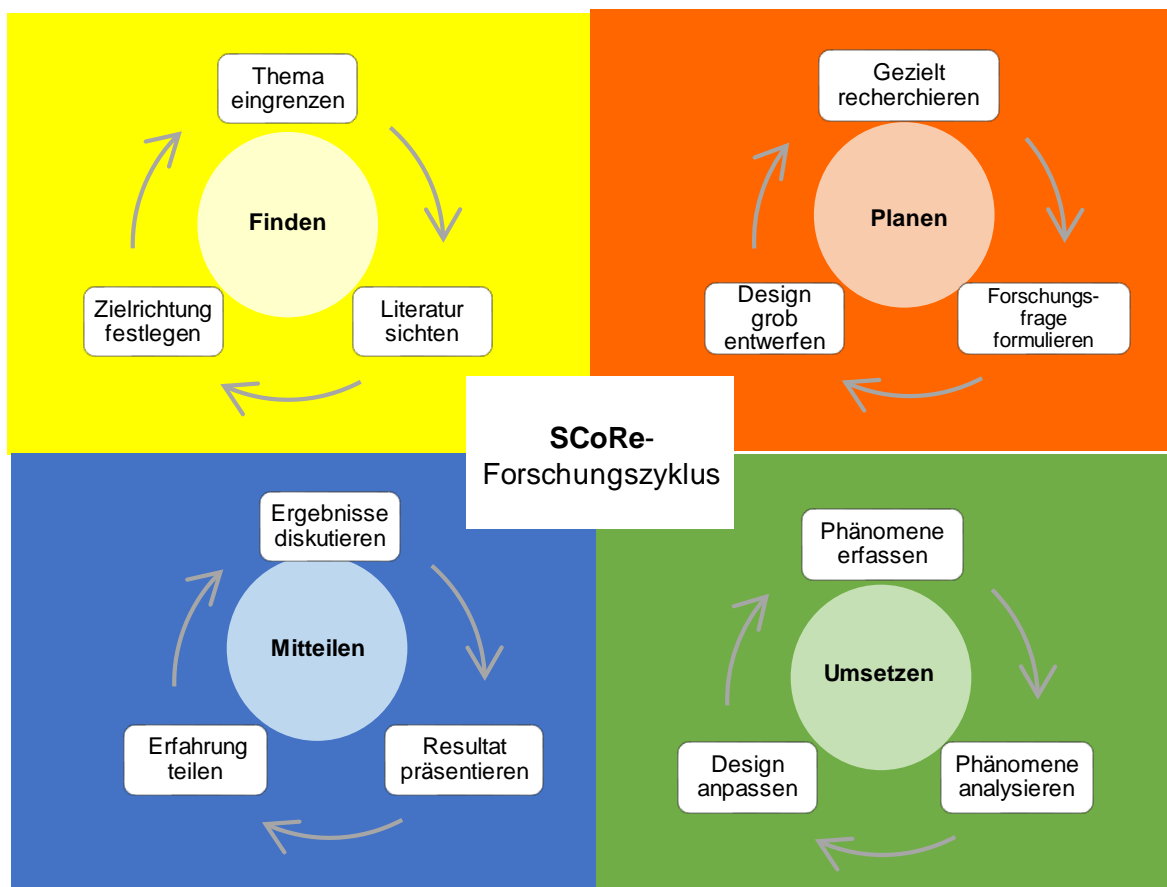 Thema
eingrenzen
Finden
Zielrichtung
festlegen
Literatur
sichten
Gezielt
recherchieren
Planen
Design
grob
entwerfen
Forschungs-
frage
formulieren
SCoRe-
Forschungszyklus
Ergebnisse
diskutieren
Mitteilen
Erfahrung
teilen
Resultat
präsentieren
Phänomene
erfassen
Umsetzen
Design
anpassen
Phänomene
analysieren